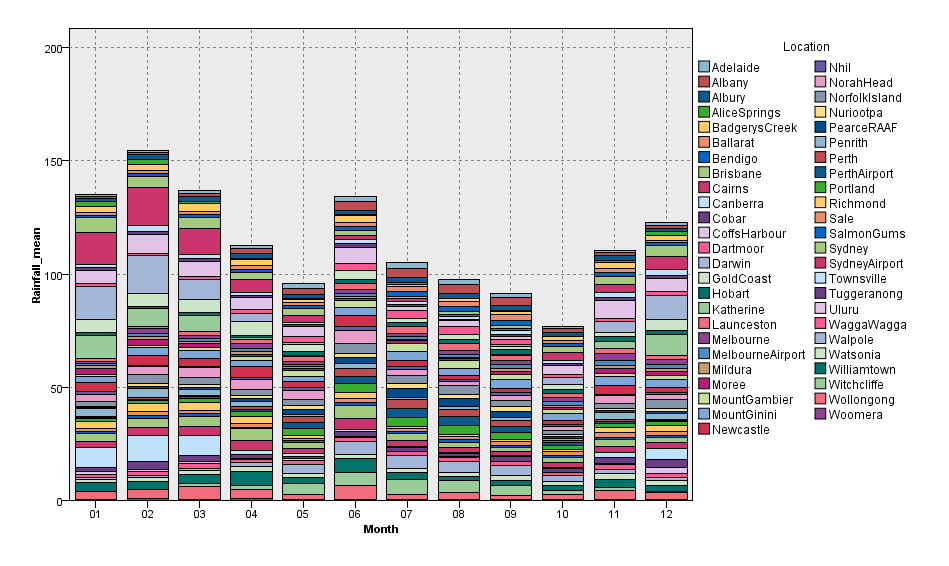 Location
Adelaide
Albany
Albury
AliceSprings
BadgerysCreek
Ballarat
Bendigo
Brisbane
Cairns
Canberra
Cobar
CoffsHarbour
Dartmoor
Darwin
GoldCoast
Hobart
Katherine
Launceston
Melbourne
MelbourneAirport
Mildura
Moree
MountGambier
MountGinini
Newcastle
Nhil
NorahHead
NorfolkIsland
Nuriootpa
PearceRAAF
Penrith
Perth
PerthAirport
Portland
Richmond
Sale
SalmonGums
Sydney
SydneyAirport
Townsville
Tuggeranong
Uluru
WaggaWagga
Walpole
Watsonia
Williamtown
Witchcliffe
Wollongong
Woomera
Rainfall_mean
200
150
100
50
0
01 02 03 04 05 06 07 08 09 10 11 12
Month